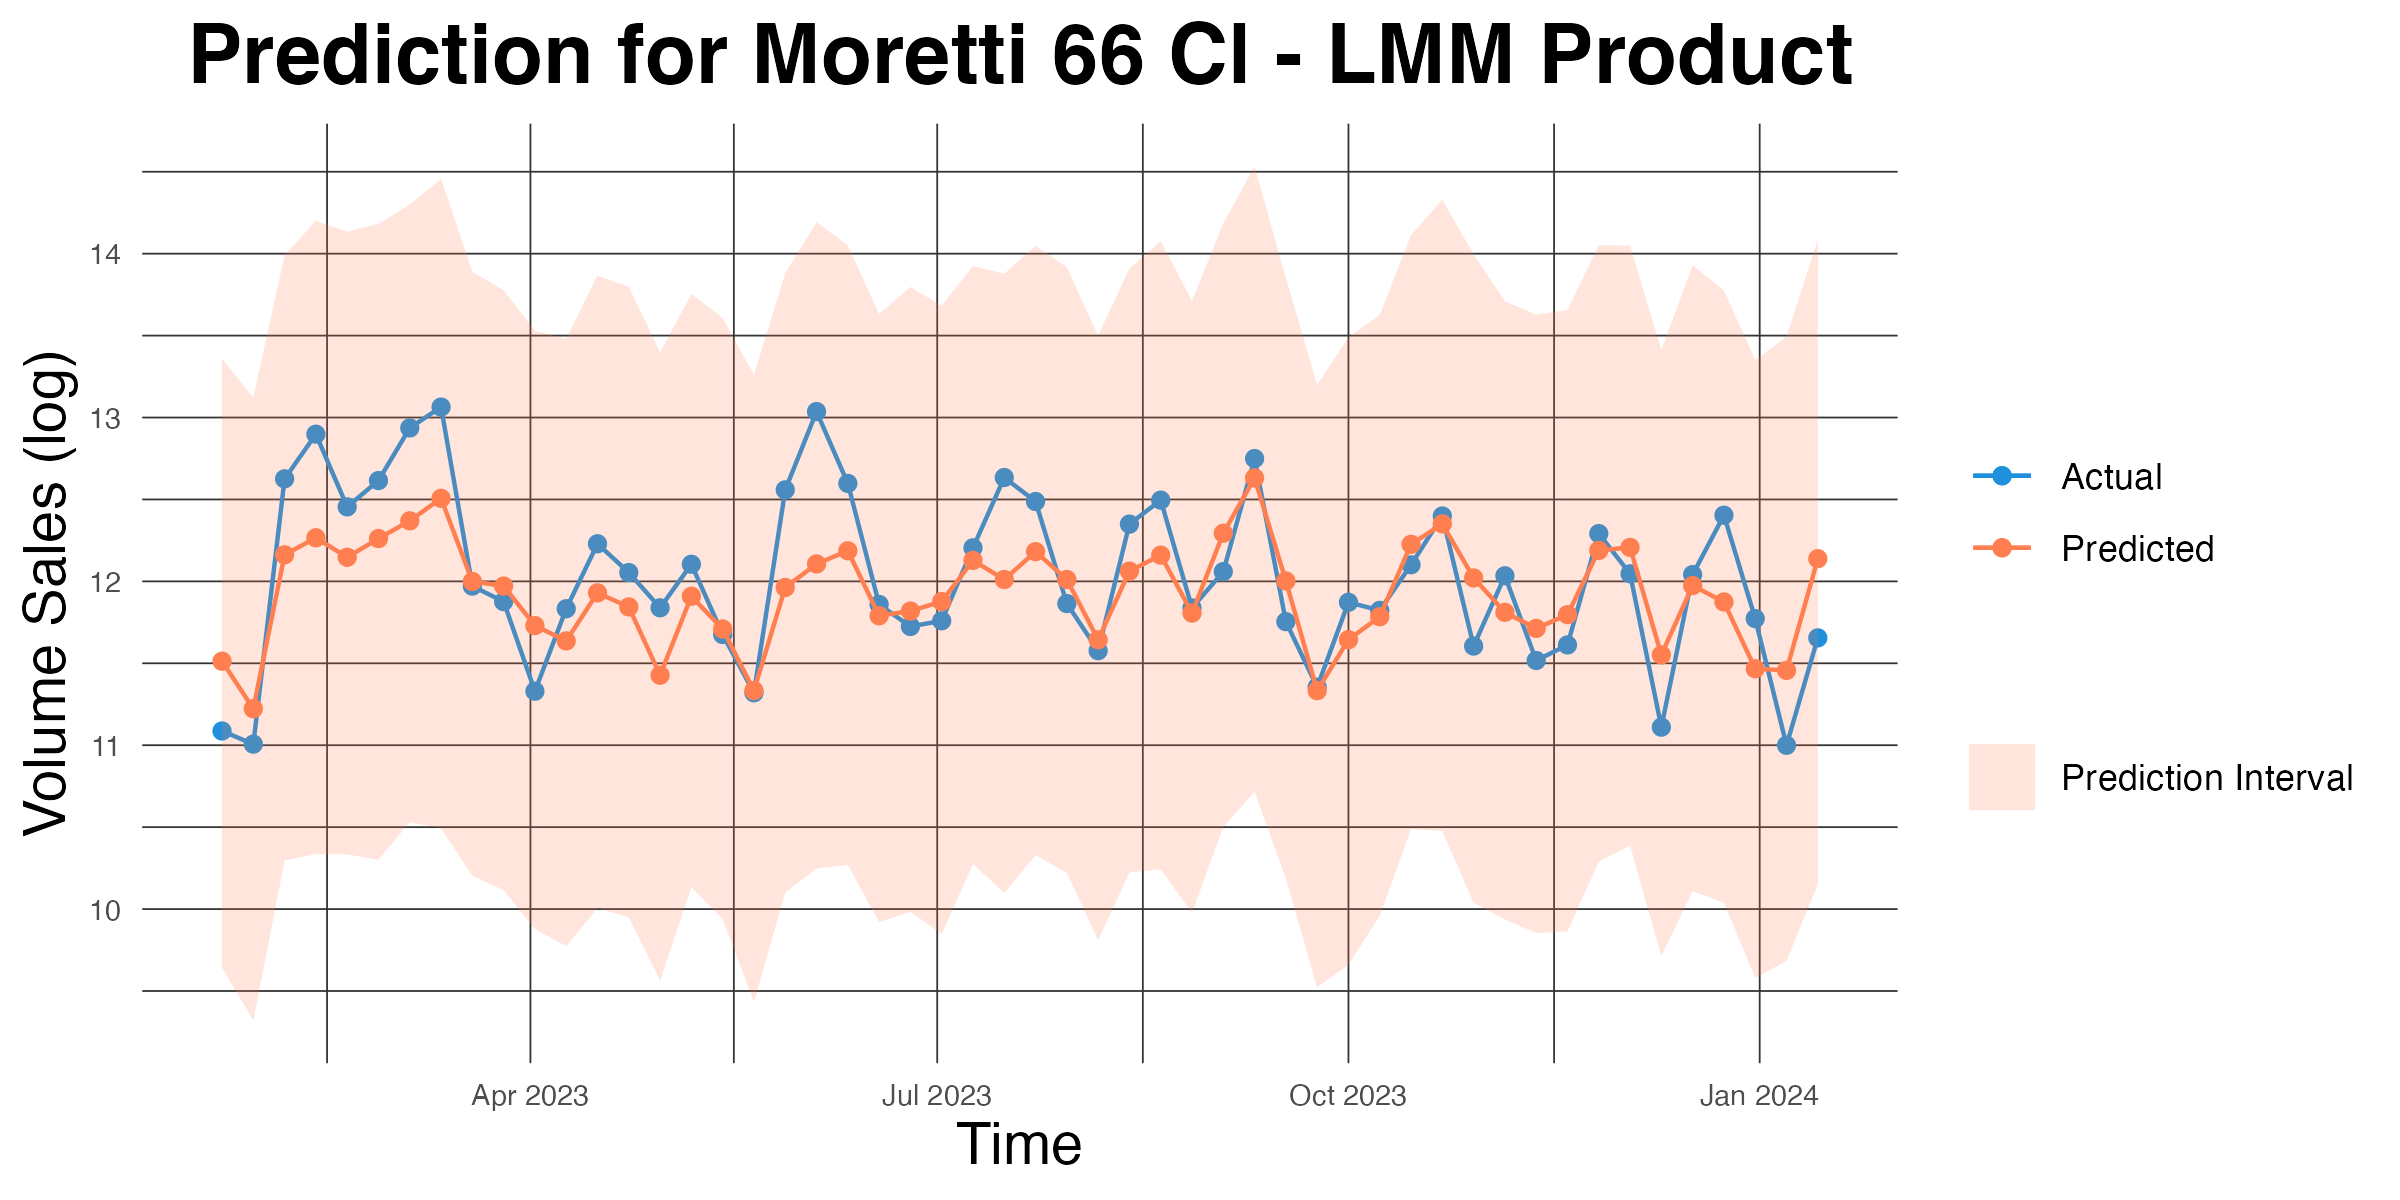 Prediction for Moretti 66 Cl - LMM Product
Volume Sales (log)
14
13
12
11
10
Apr 2023
Jul 2023
Oct 2023
Jan 2024
Time
Actual
Predicted
Prediction Interval